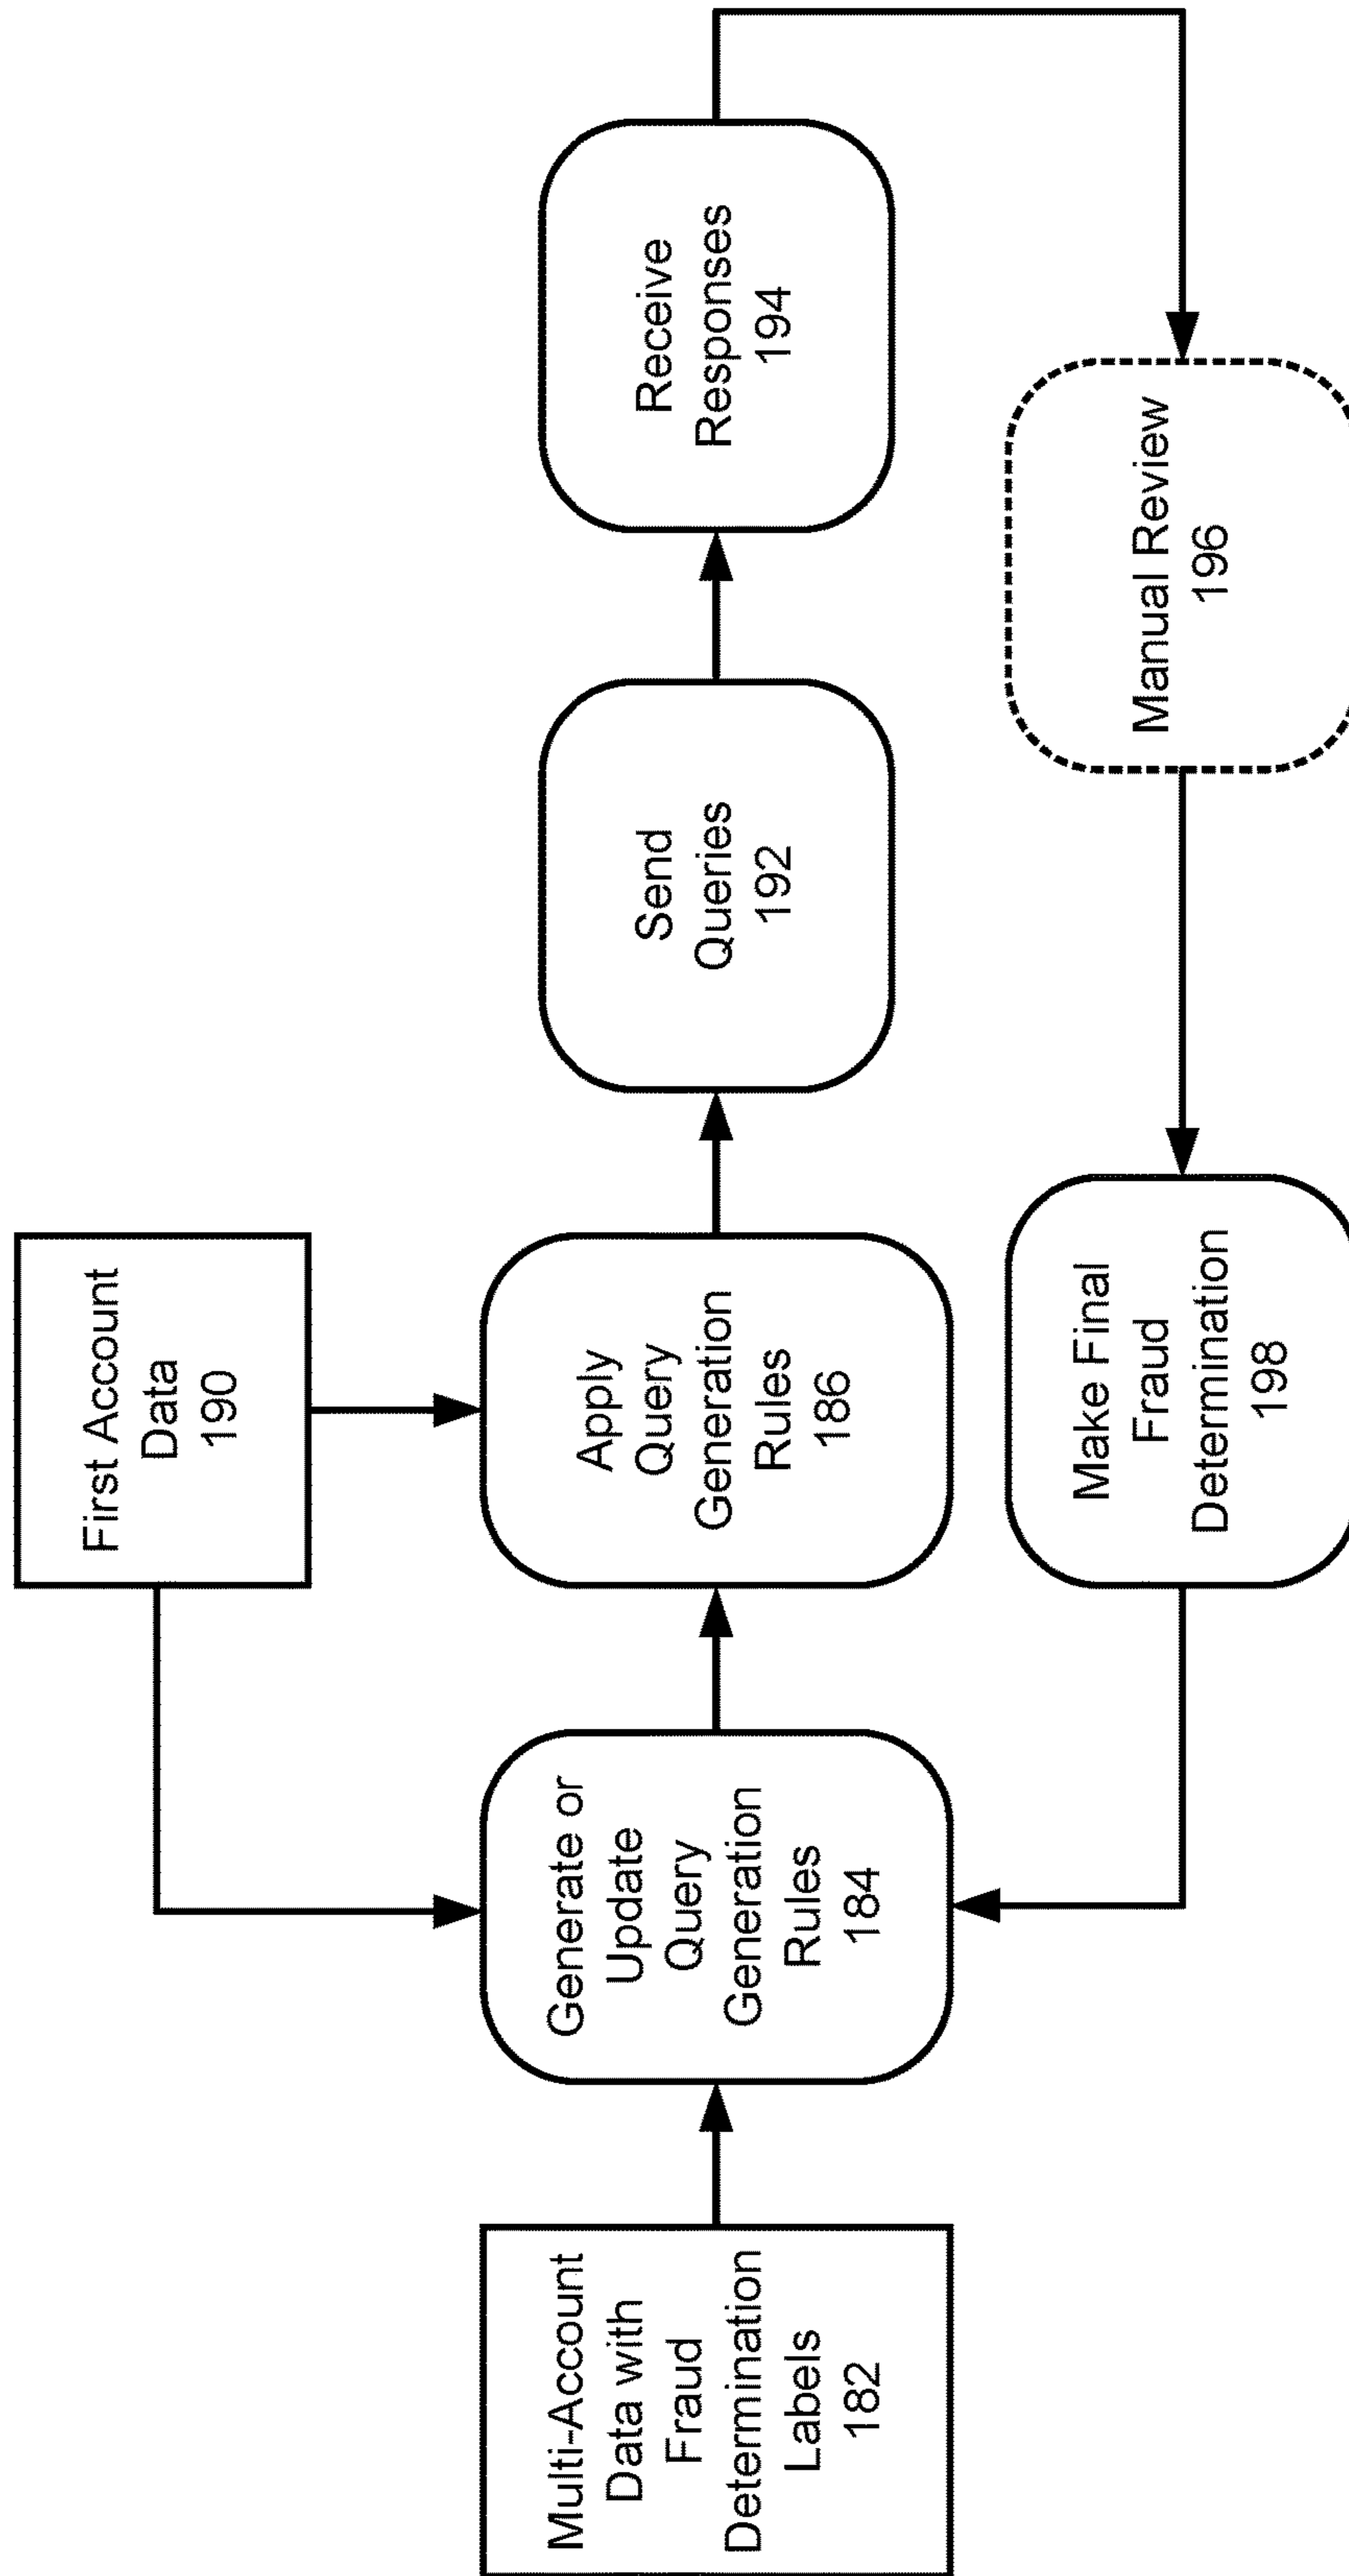 First Account
Data
190
Multi-Account
Data with
Fraud
Determination
Labels
182
Generate or
Update
Query
Generation
Rules
184
Apply
Query
Generation
Rules
186
Send
Queries
192
Receive
Responses
194
Make Final
Fraud
Determination
198
Manual Review
196